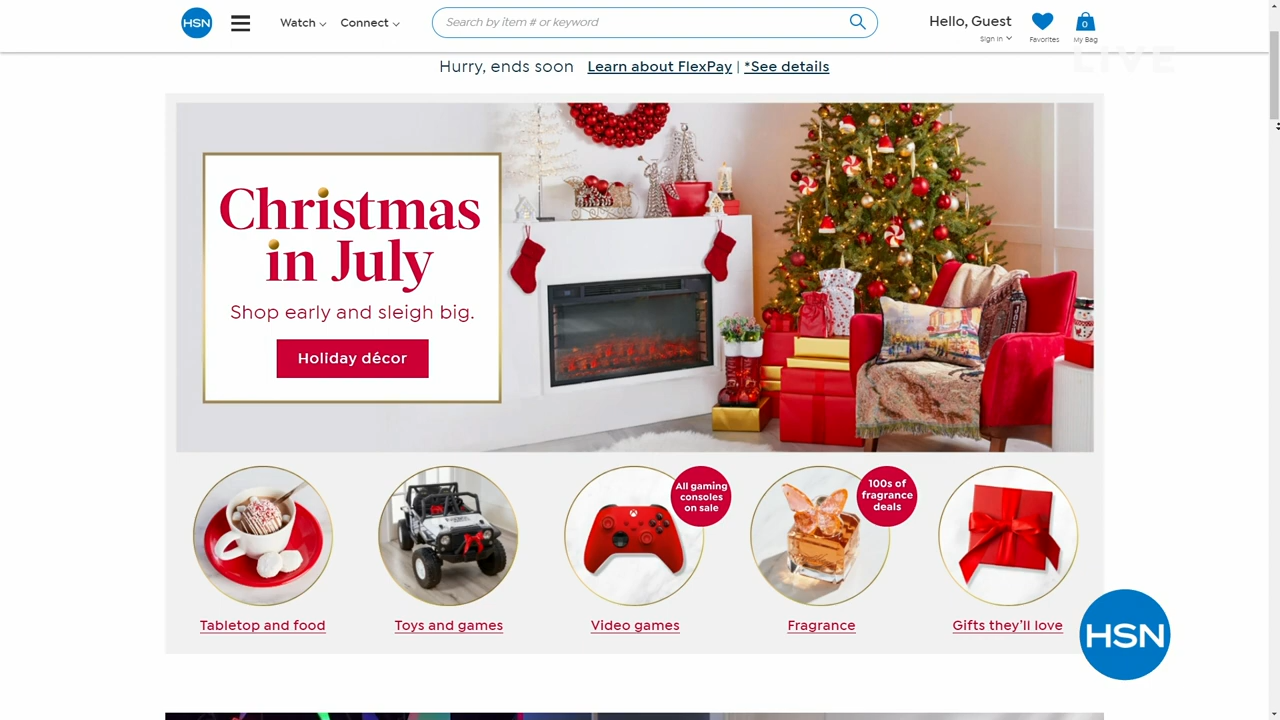 HSN
Watch
Connect
Search by item # or keyword
Hello, Guest
Sign in
Favorites
0
My Bag
LIVE
Hurry, ends soon Learn about FlexPay | *See details
Christmas
in July
Shop early and sleigh big.
Holiday décor
All gaming
consoles
on sale
100s of
fragrance
deals
Tabletop and food
Toys and games
Video games
Fragrance
Gifts they'll love
HSN